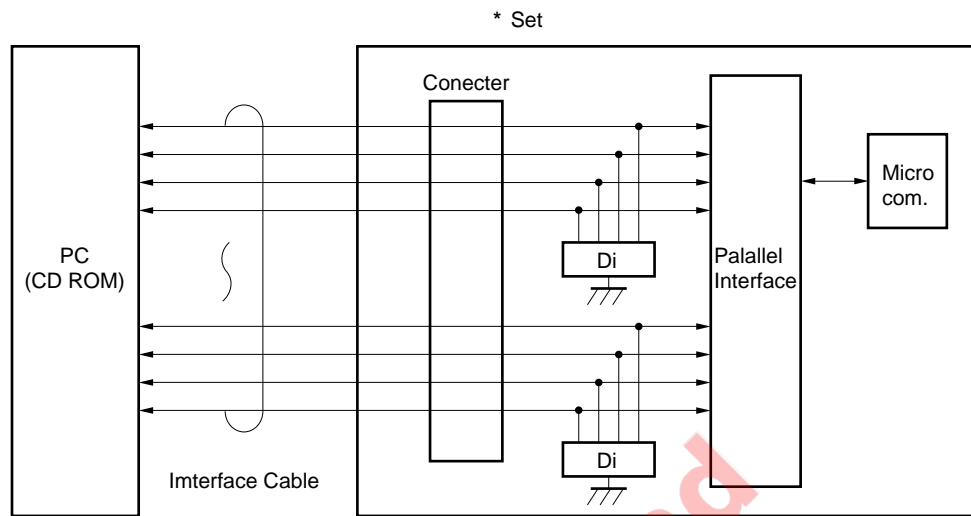 * Set
Conecter
PC
(CD ROM)
Di
Palallel
Interface
Micro
com.
Di
Imterface Cable